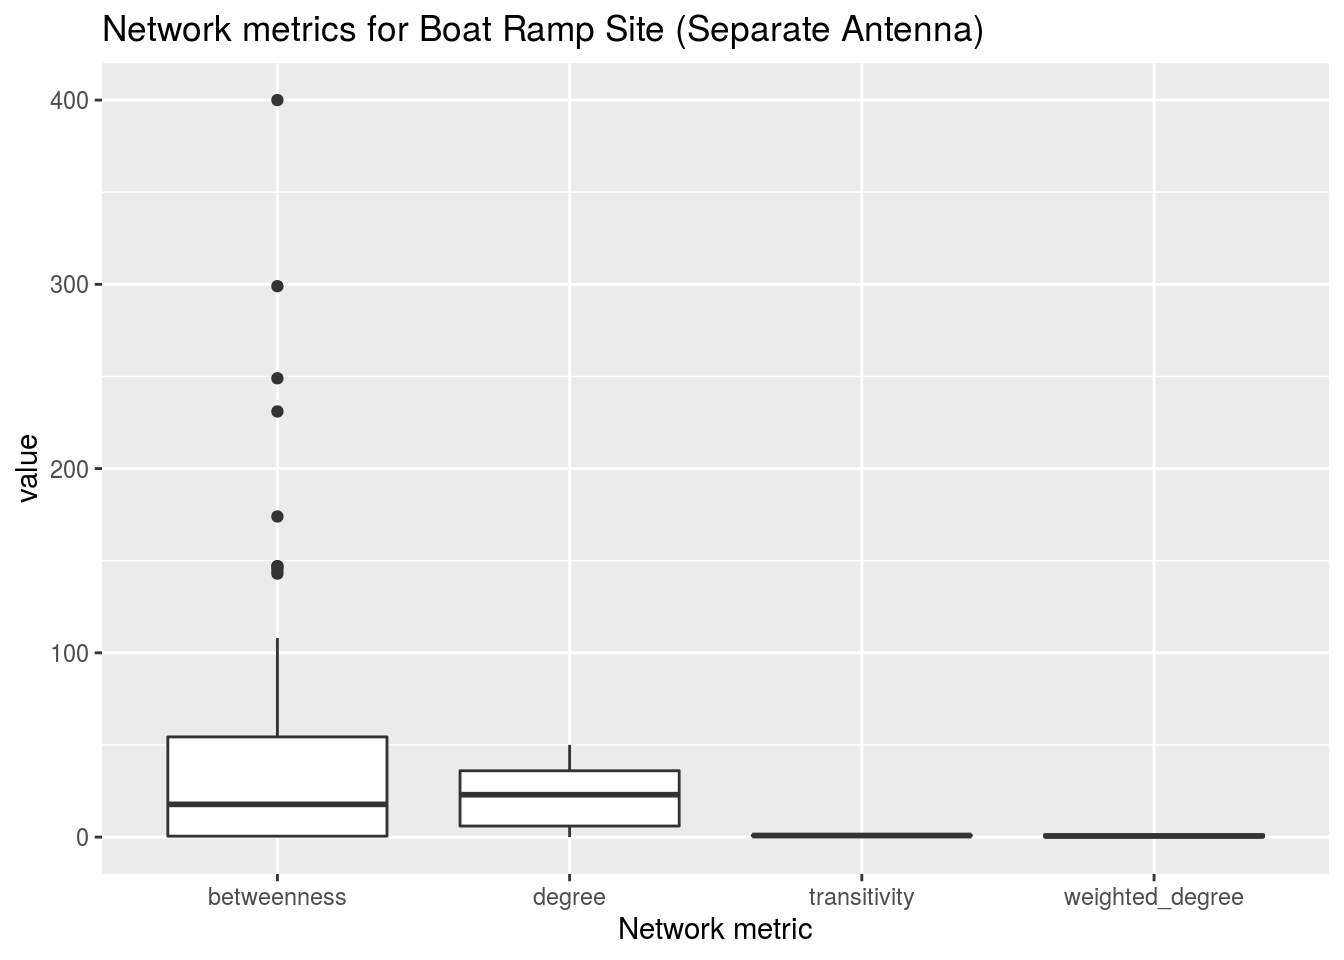 Network metrics for Boat Ramp Site (Separate Antenna)
400
300
200
100
0
value
betweenness degree transitivity weighted_degree
Network metric